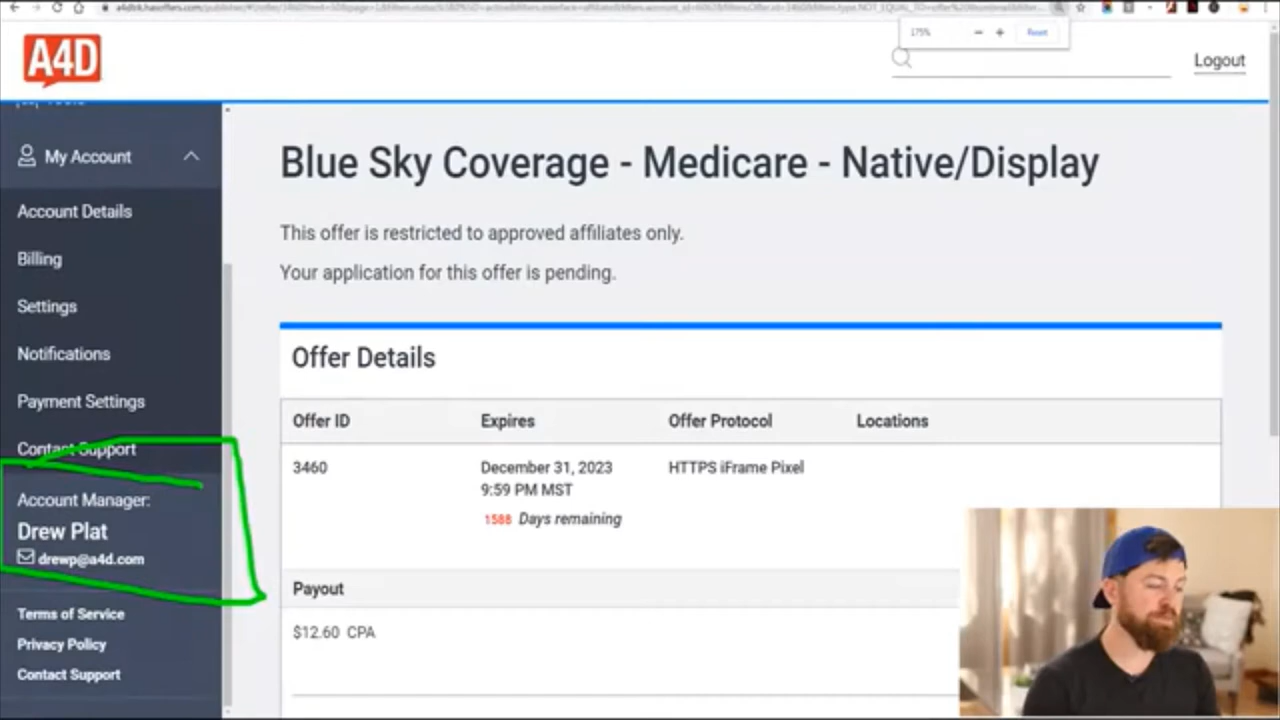 175%
Reset
A4D
Logout
My Account
Account Details
Billing
Settings
Notifications
Payment Settings
Contact Support
Account Manager:
Drew Plat
drewp@a4d.com
Terms of Service
Privacy Policy
Contact Support
Blue Sky Coverage - Medicare - Native/Display
This offer is restricted to approved affiliates only.
Your application for this offer is pending.
Offer Details
Offer ID Expires Offer Protocol Locations
3460 December 31, 2023 HTTPS iFrame Pixel
9:59 PM MST
1588 Days remaining
Payout
$12.60 CPA